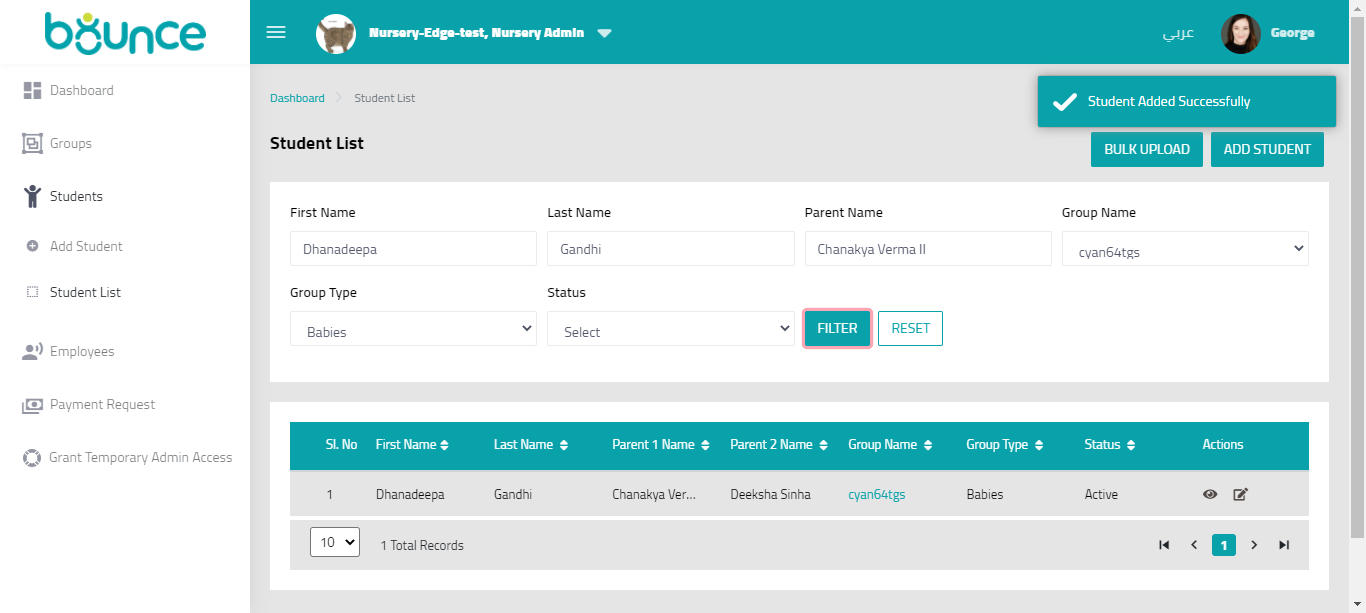 bounce
Nursery-Edge-test, Nursery Admin
عربي
George
Dashboard
Groups
Students
Add Student
Student List
Employees
Payment Request
Grant Temporary Admin Access
Dashboard
Student List
Student Added Successfully
Student List
BULK UPLOAD
ADD STUDENT
First Name
Last Name
Parent Name
Group Name
Dhanadeepa
Gandhi
Chanakya Verma II
cyan64tgs
Group Type
Status
Babies
Select
FILTER
RESET
Sl. No First Name Last Name Parent 1 Name Parent 2 Name Group Name Group Type Status Actions
1 Dhanadeepa Gandhi Chanakya Ver... Deeksha Sinha cyan64tgs Babies Active
10
1 Total Records
1